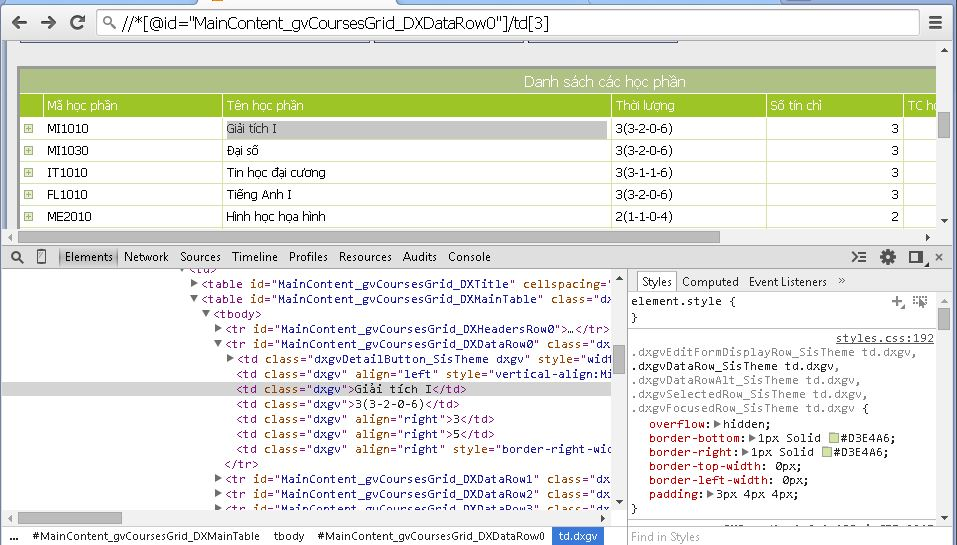 //*[@id="MainContent_gvCoursesGrid_DXDataRow0"]/td[3]
Danh sách các học phần
Mã học phần Tên học phần Thời lượng Số tín chỉ TC họ
MI1010 Giải tích I 3(3-2-0-6) 3
MI1030 Đại số 3(3-2-0-6) 3
IT1010 Tin học đại cương 3(3-1-1-6) 3
FL1010 Tiếng Anh I 3(3-2-0-6) 3
ME2010 Hình học họa hình 2(1-1-0-4) 2
Elements Network Sources Timeline Profiles Resources Audits Console
<td>
<table id="MainContent_gvCoursesGrid_DXTitle" cellspacing="
<table id="MainContent_gvCoursesGrid_DXMainTable" class="dx
<tbody>
<tr id="MainContent_gvCoursesGrid_DXHeadersRow0">…</tr>
<tr id="MainContent_gvCoursesGrid_DXDataRow0" class="dx
<td class="dxgvDetailButton_SisTheme dxgv" style="widt
<td class="dxgv" align="left" style="vertical-align:Mi
<td class="dxgv">Giải tích I</td>
<td class="dxgv">3(3-2-0-6)</td>
<td class="dxgv" align="right">3</td>
<td class="dxgv" align="right">5</td>
<td class="dxgv" align="right" style="border-right-wid
</tr>
<tr id="MainContent_gvCoursesGrid_DXDataRow1" class="dx
<tr id="MainContent_gvCoursesGrid_DXDataRow2" class="dx
<tr id="MainContent_gvCoursesGrid_DXDataRow3" class="dx
... #MainContent_gvCoursesGrid_DXMainTable tbody #MainContent_gvCoursesGrid_DXDataRow0 td.dxgv
Styles Computed Event Listeners »
element.style {
}
styles.css:192
.dxgvEditFormDisplayRow_SisTheme td.dxgv,
.dxgvDataRow_SisTheme td.dxgv,
.dxgvDataRowAlt_SisTheme td.dxgv,
.dxgvSelectedRow_SisTheme td.dxgv,
.dxgvFocusedRow_SisTheme td.dxgv {
overflow: hidden;
border-bottom: 1px Solid #D3E4A6;
border-right: 1px Solid #D3E4A6;
border-top-width: 0px;
border-left-width: 0px;
padding: 3px 4px 4px;
}
Find in Styles